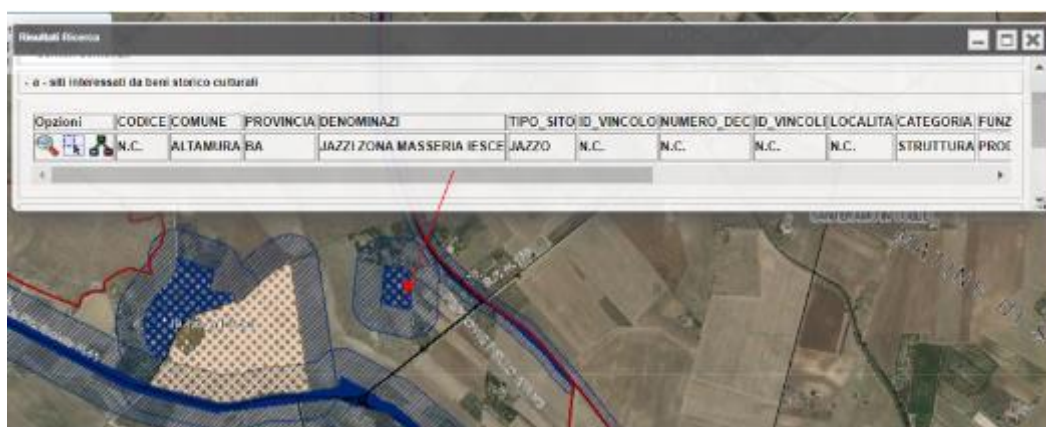 Risultati Ricerca
- a - siti interessati da beni storico culturali
Opzioni CODICE COMUNE PROVINCIA DENOMINAZI TIPO_SITO ID_VINCOLO NUMERO_DEC ID_VINCOLI LOCALITA CATEGORIA FUNZ
N.C. ALTAMURA BA JAZZI ZONA MASSERIA IESCE JAZZO N.C. N.C. N.C. N.C. STRUTTURA PROD